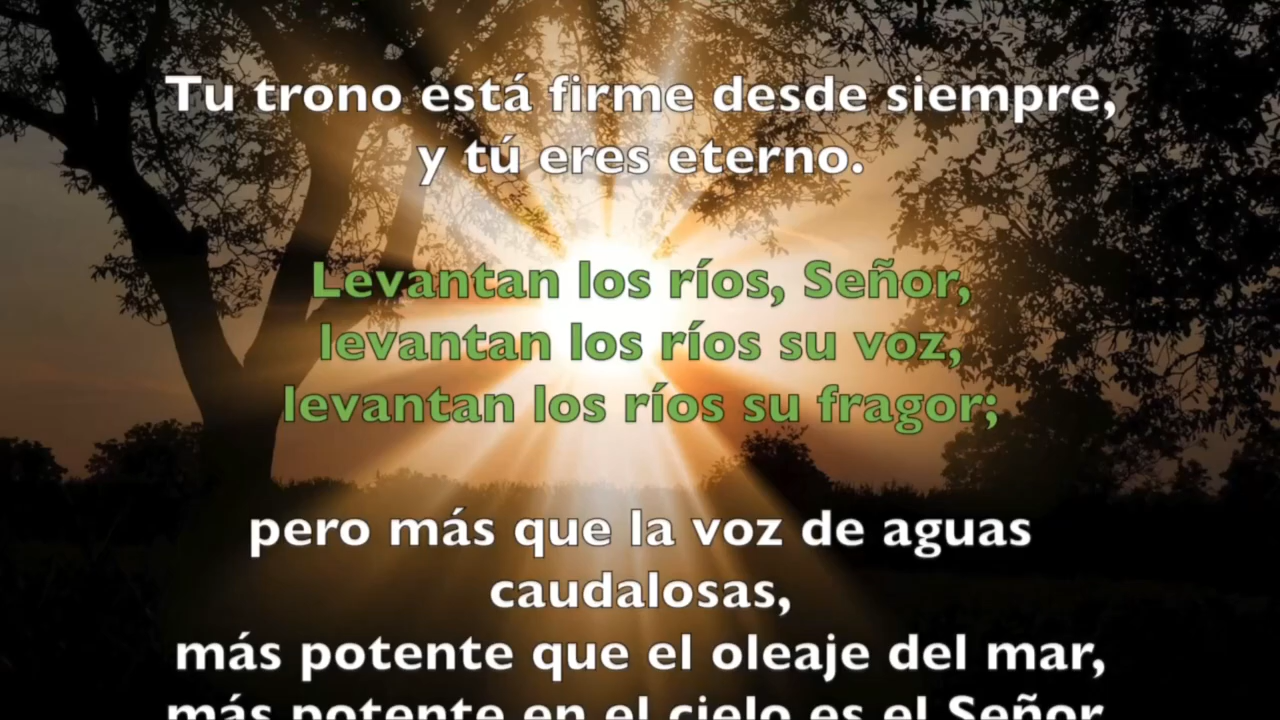 Tu trono está firme desde siempre,
y tú eres eterno.
Levantan los ríos, Señor,
levantan los ríos su voz,
levantan los ríos su fragor;
pero más que la voz de aguas
caudalosas,
más potente que el oleaje del mar,
más potente en el cielo es el Señor